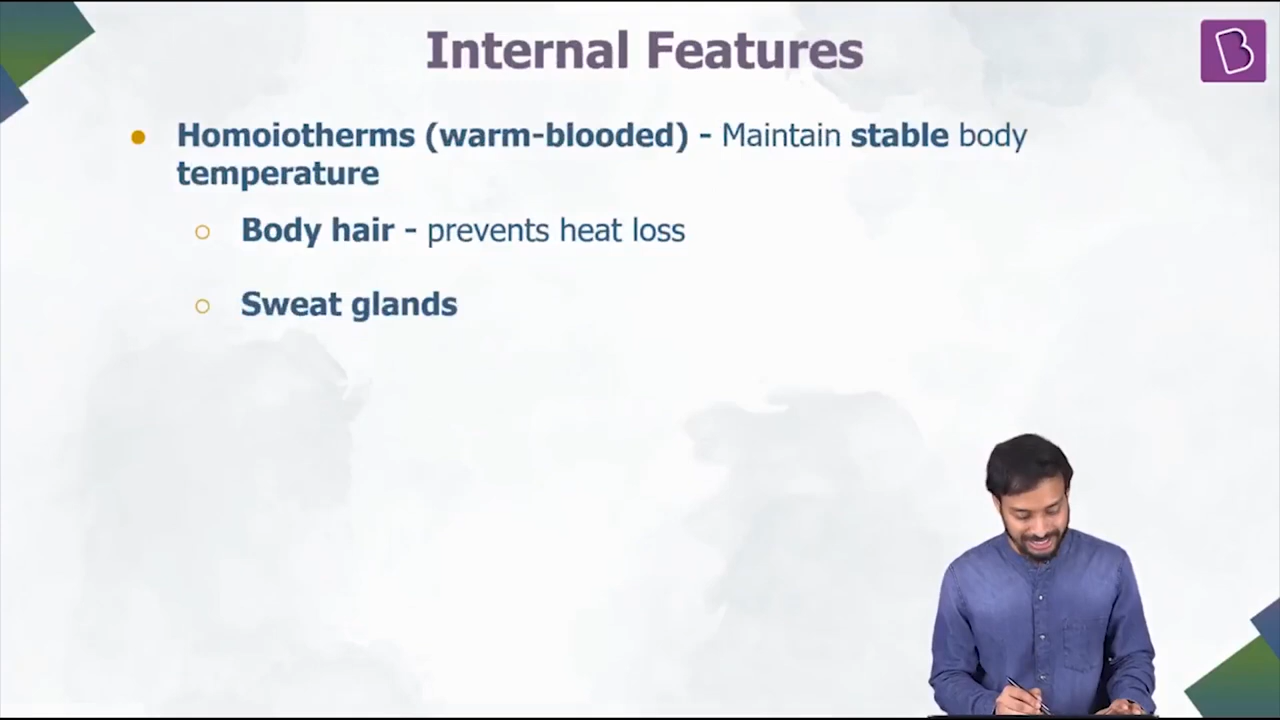 Internal Features
B
Homoiotherms (warm-blooded) - Maintain stable body
temperature
Body hair - prevents heat loss
Sweat glands